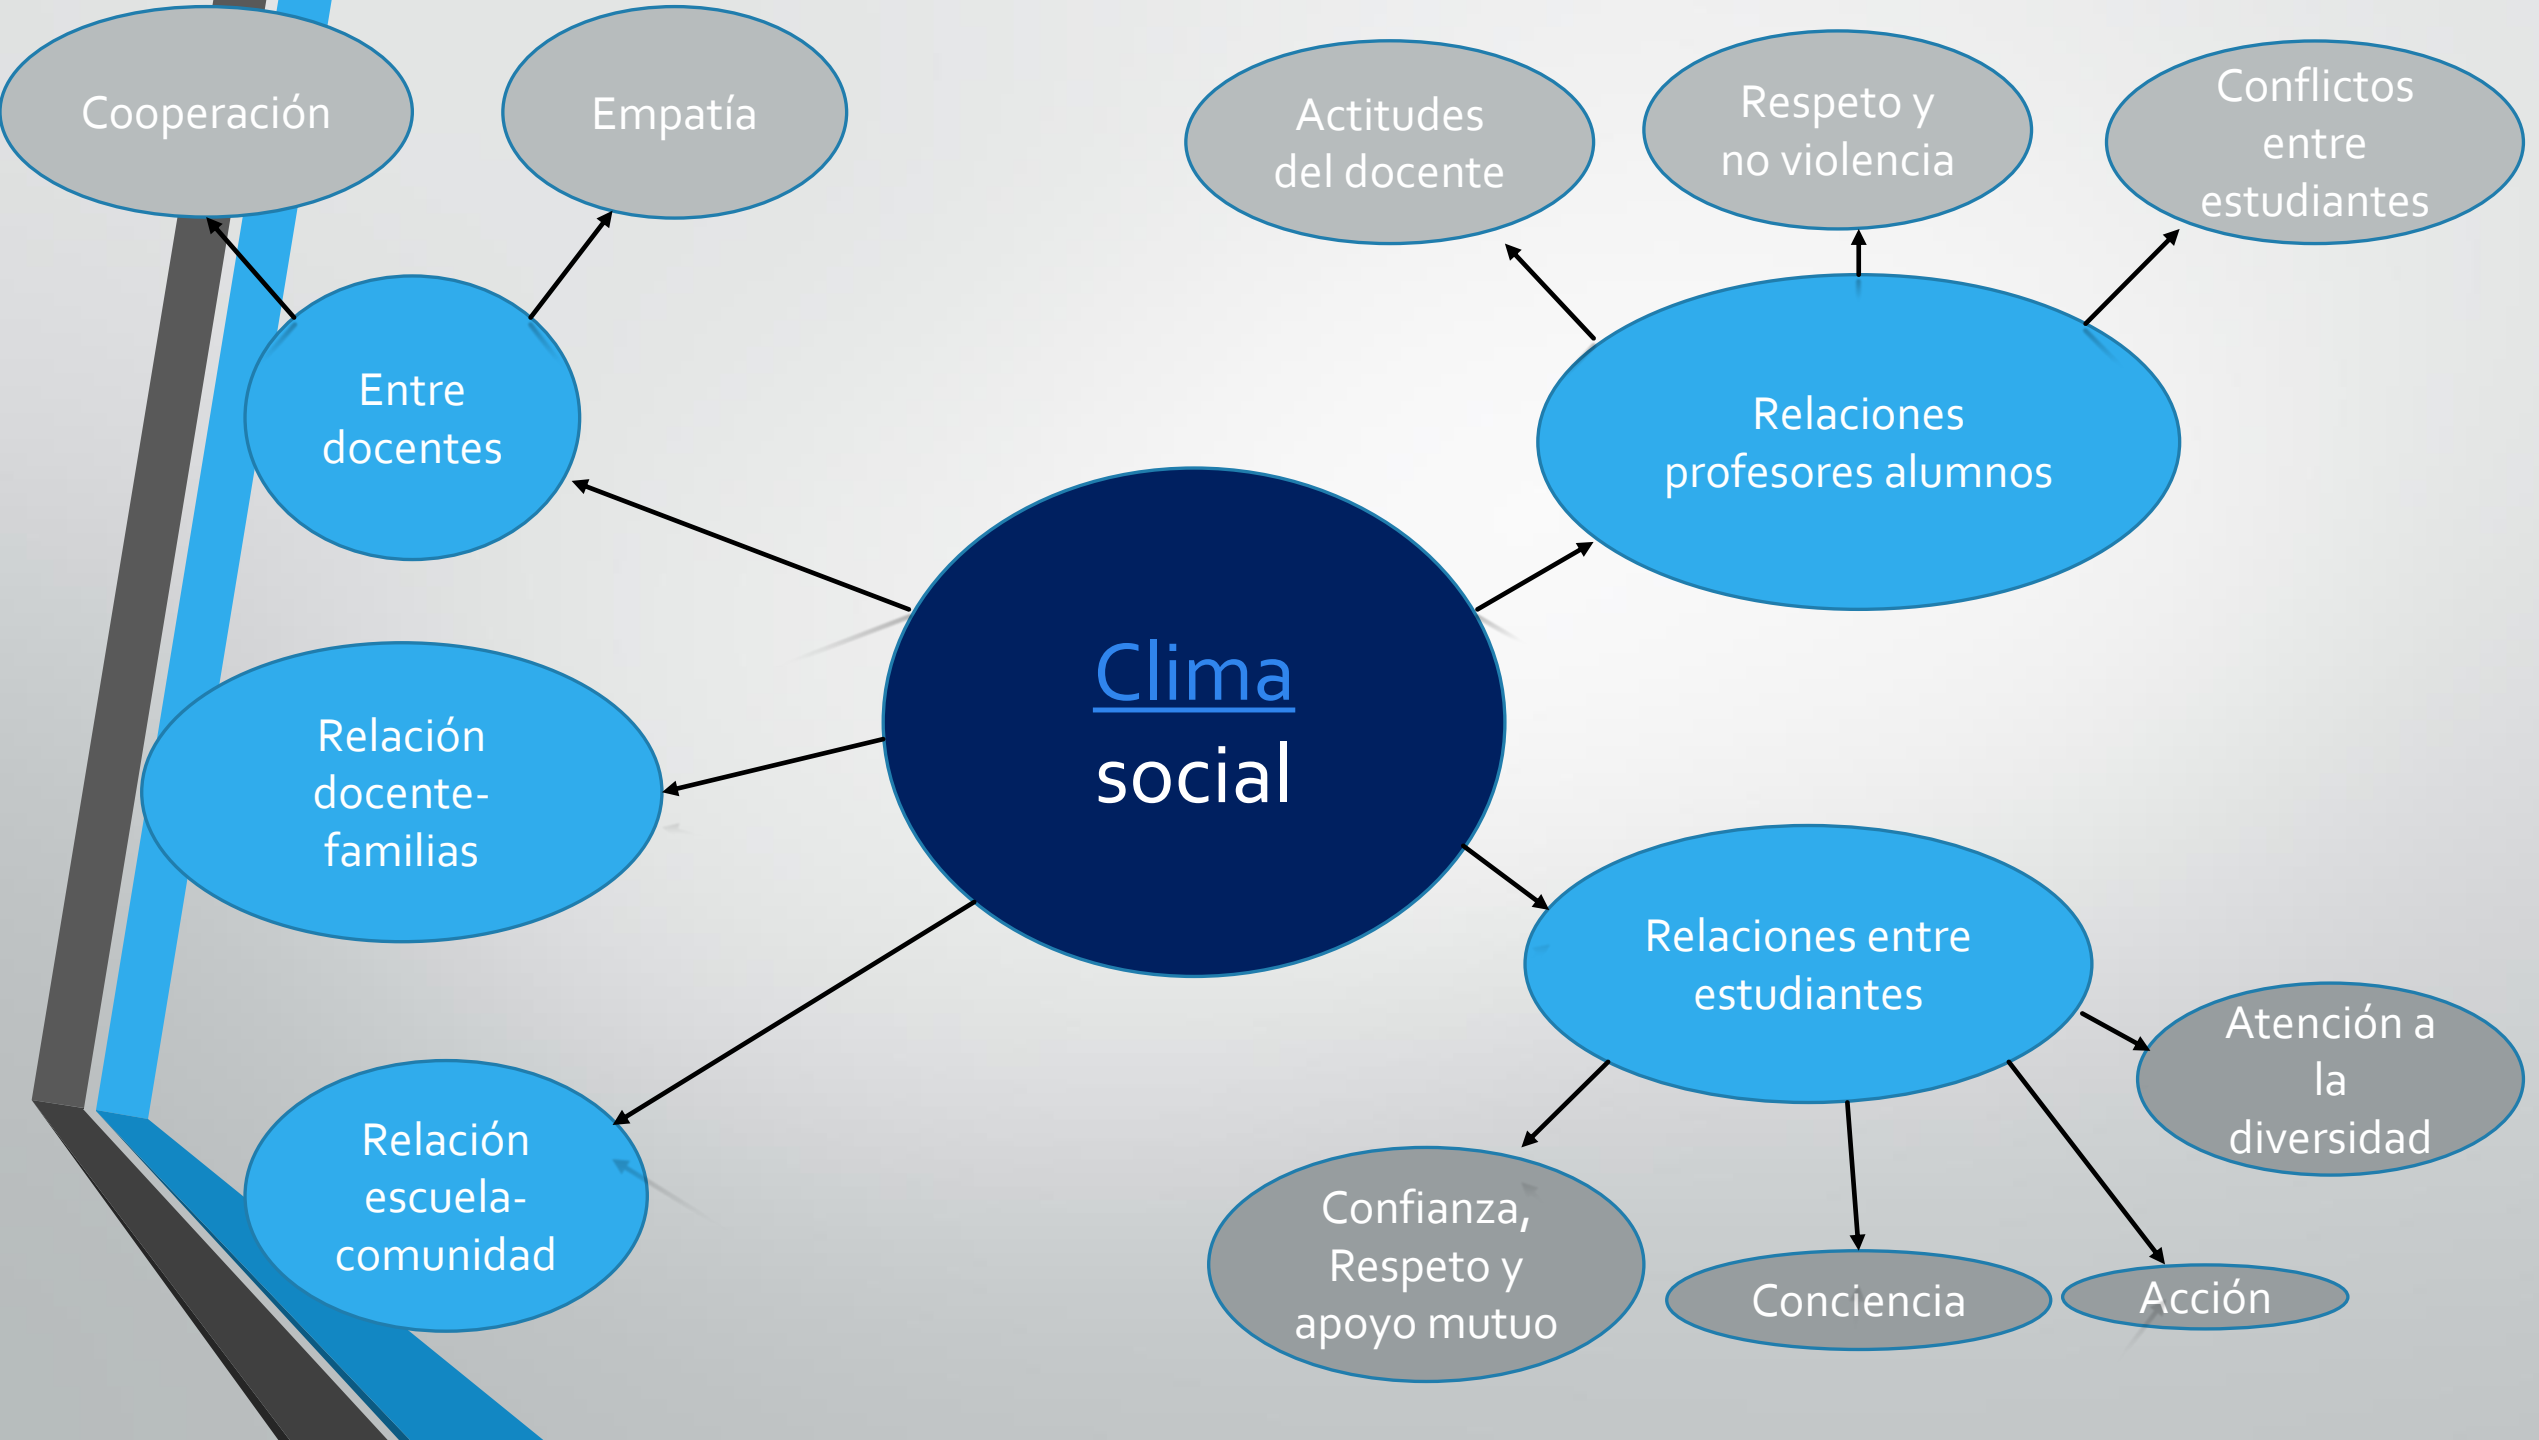 Cooperación
Empatía
Actitudes
del docente
Respeto y
no violencia
Conflictos
entre
estudiantes
Entre
docentes
Relaciones
profesores alumnos
Clima
social
Relación
docente-
familias
Relaciones entre
estudiantes
Atención a
la
diversidad
Relación
escuela-
comunidad
Confianza,
Respeto y
apoyo mutuo
Conciencia
Acción